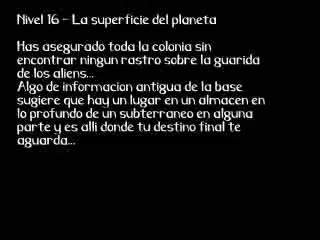 Nivel 16 - La superficie del planeta
Has asegurado toda la colonia sin
encontrar ningun rastro sobre la guarida
de los aliens...
Algo de informacion antigua de la base
sugiere que hay un lugar en un almacen en
lo profundo de un subterraneo en alguna
parte y es alli donde tu destino final te
aguarda...